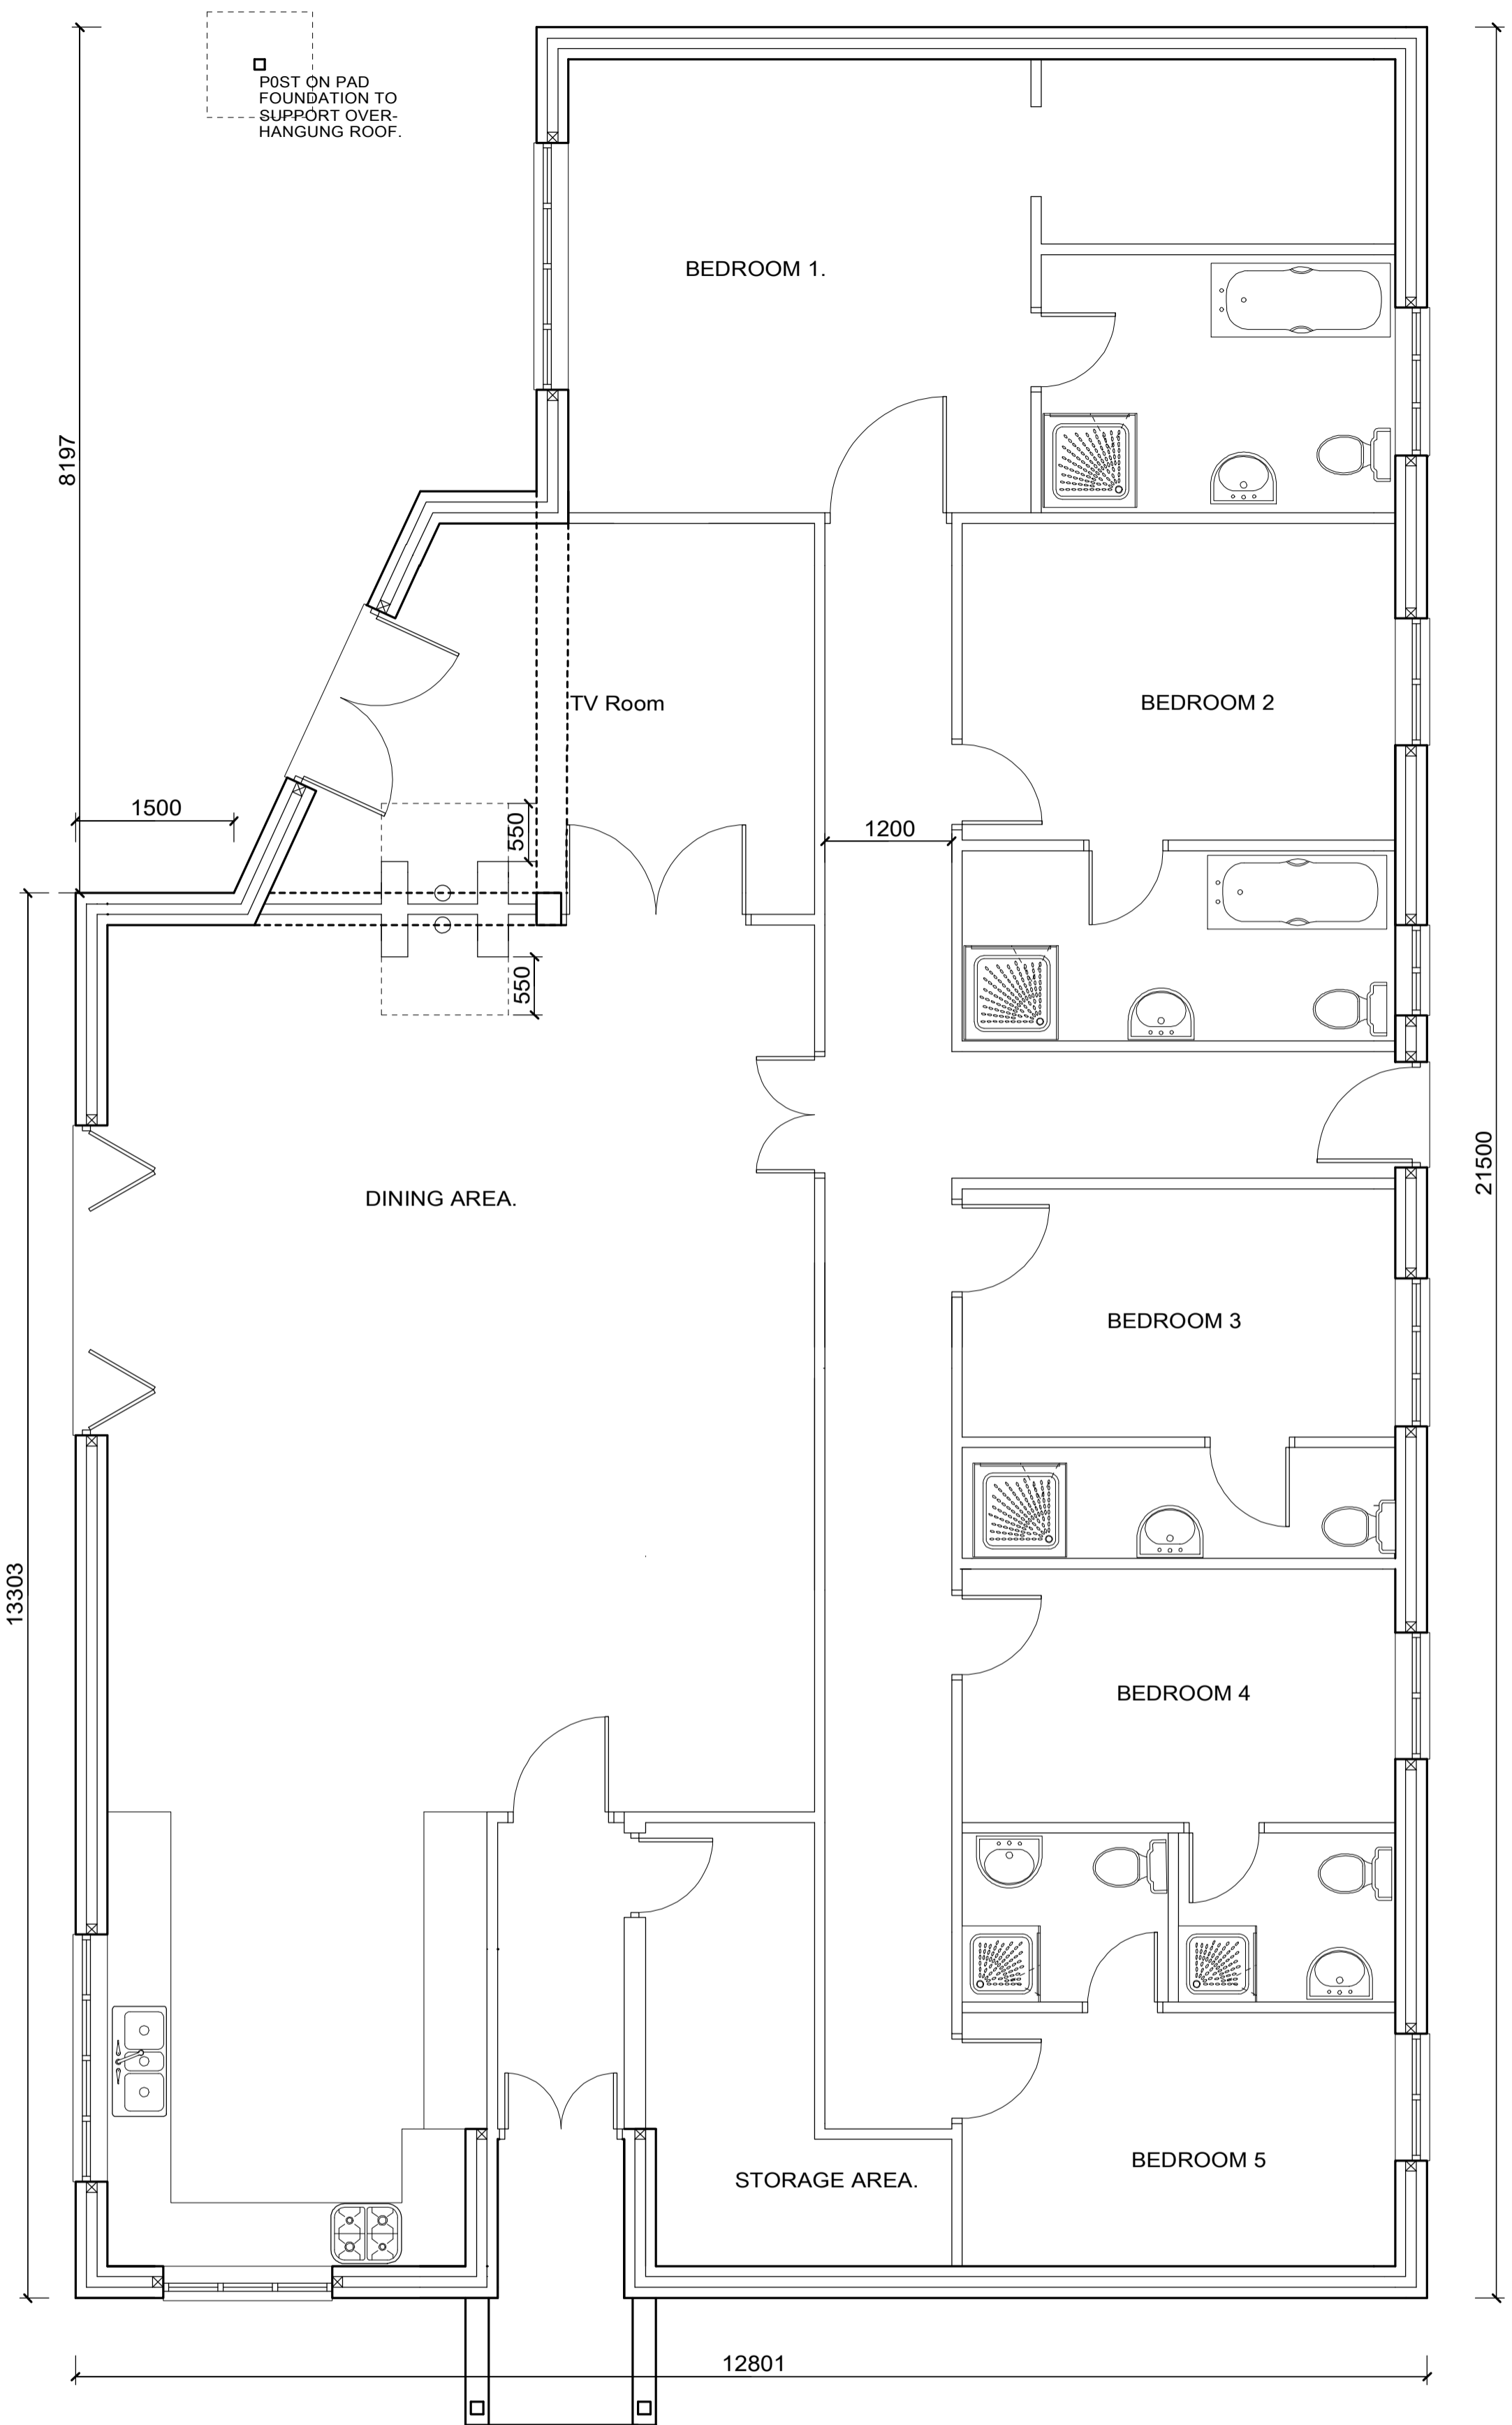 P0ST ON PAD
FOUNDATION TO
SUPPORT OVER-
HANGUNG ROOF.
BEDROOM 1.
8197
TV Room
BEDROOM 2
1500
550
1200
550
21500
DINING AREA.
BEDROOM 3
13303
BEDROOM 4
BEDROOM 5
STORAGE AREA.
12801